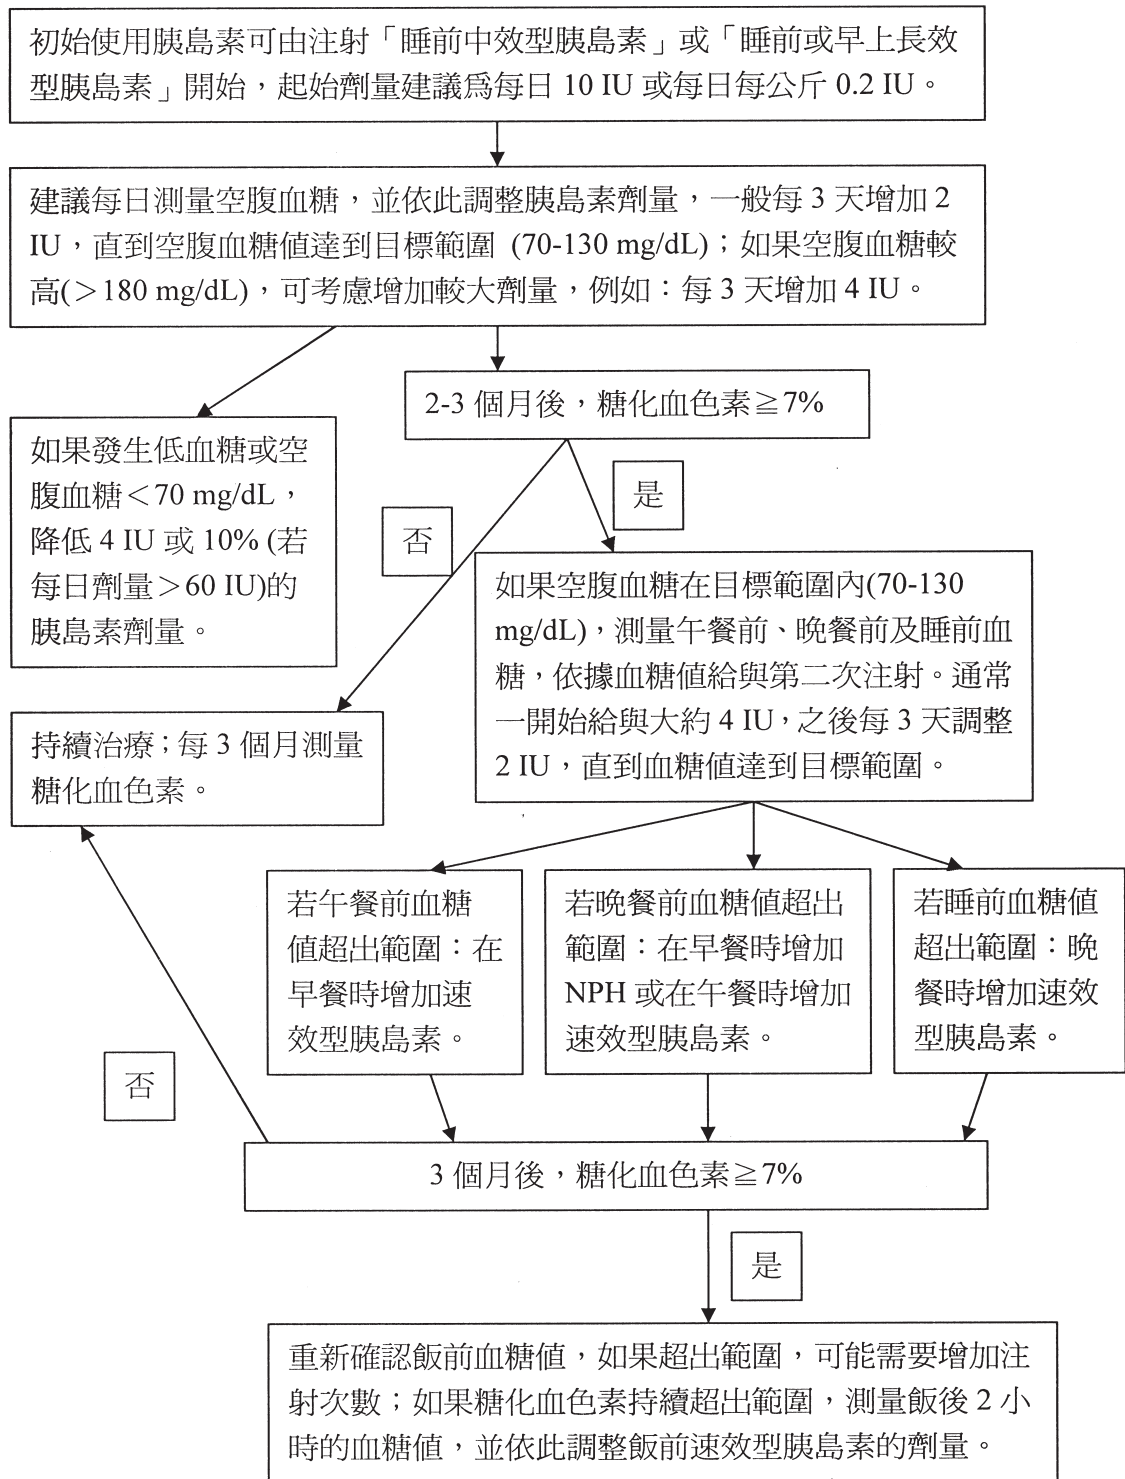 初始使用胰島素可由注射「睡前中效型胰島素」或「睡前或早上長效
型胰島素」開始，起始劑量建議爲每日 10 IU 或每日每公斤 0.2 IU。
建議每日測量空腹血糖，並依此調整胰島素劑量，一般每 3 天增加 2
IU，直到空腹血糖值達到目標範圍 (70-130 mg/dL)；如果空腹血糖較
高(＞180 mg/dL)，可考慮增加較大劑量，例如：每 3 天增加 4 IU。
2-3 個月後，糖化血色素≧7%
如果發生低血糖或空
腹血糖＜70 mg/dL，
降低 4 IU 或 10% (若
每日劑量＞60 IU)的
胰島素劑量。
否
是
如果空腹血糖在目標範圍內(70-130
mg/dL)，測量午餐前、晚餐前及睡前血
糖，依據血糖值給與第二次注射。通常
一開始給與大約 4 IU，之後每 3 天調整
2 IU，直到血糖值達到目標範圍。
持續治療；每 3 個月測量
糖化血色素。
若午餐前血糖
值超出範圍：在
早餐時增加速
效型胰島素。
若晚餐前血糖值超出
範圍：在早餐時增加
NPH 或在午餐時增加
速效型胰島素。
若睡前血糖值
超出範圍：晚
餐時增加速效
型胰島素。
否
3 個月後，糖化血色素≧7%
是
重新確認飯前血糖值，如果超出範圍，可能需要增加注
射次數；如果糖化血色素持續超出範圍，測量飯後 2 小
時的血糖值，並依此調整飯前速效型胰島素的劑量。